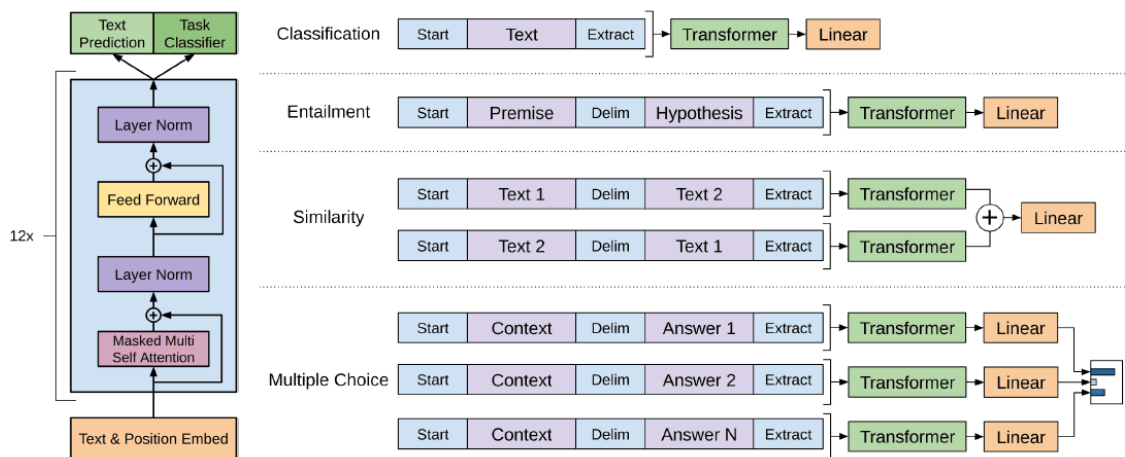 Text
Prediction
Task
Classifier
Layer Norm
Feed Forward
12x
Layer Norm
Masked Multi
Self Attention
Text & Position Embed
Classification
Start Text Extract Transformer Linear
Entailment
Start Premise Delim Hypothesis Extract Transformer Linear
Similarity
Start Text 1 Delim Text 2 Extract Transformer
Start Text 2 Delim Text 1 Extract Transformer
Linear
Multiple Choice
Start Context Delim Answer 1 Extract Transformer Linear
Start Context Delim Answer 2 Extract Transformer Linear
Start Context Delim Answer N Extract Transformer Linear